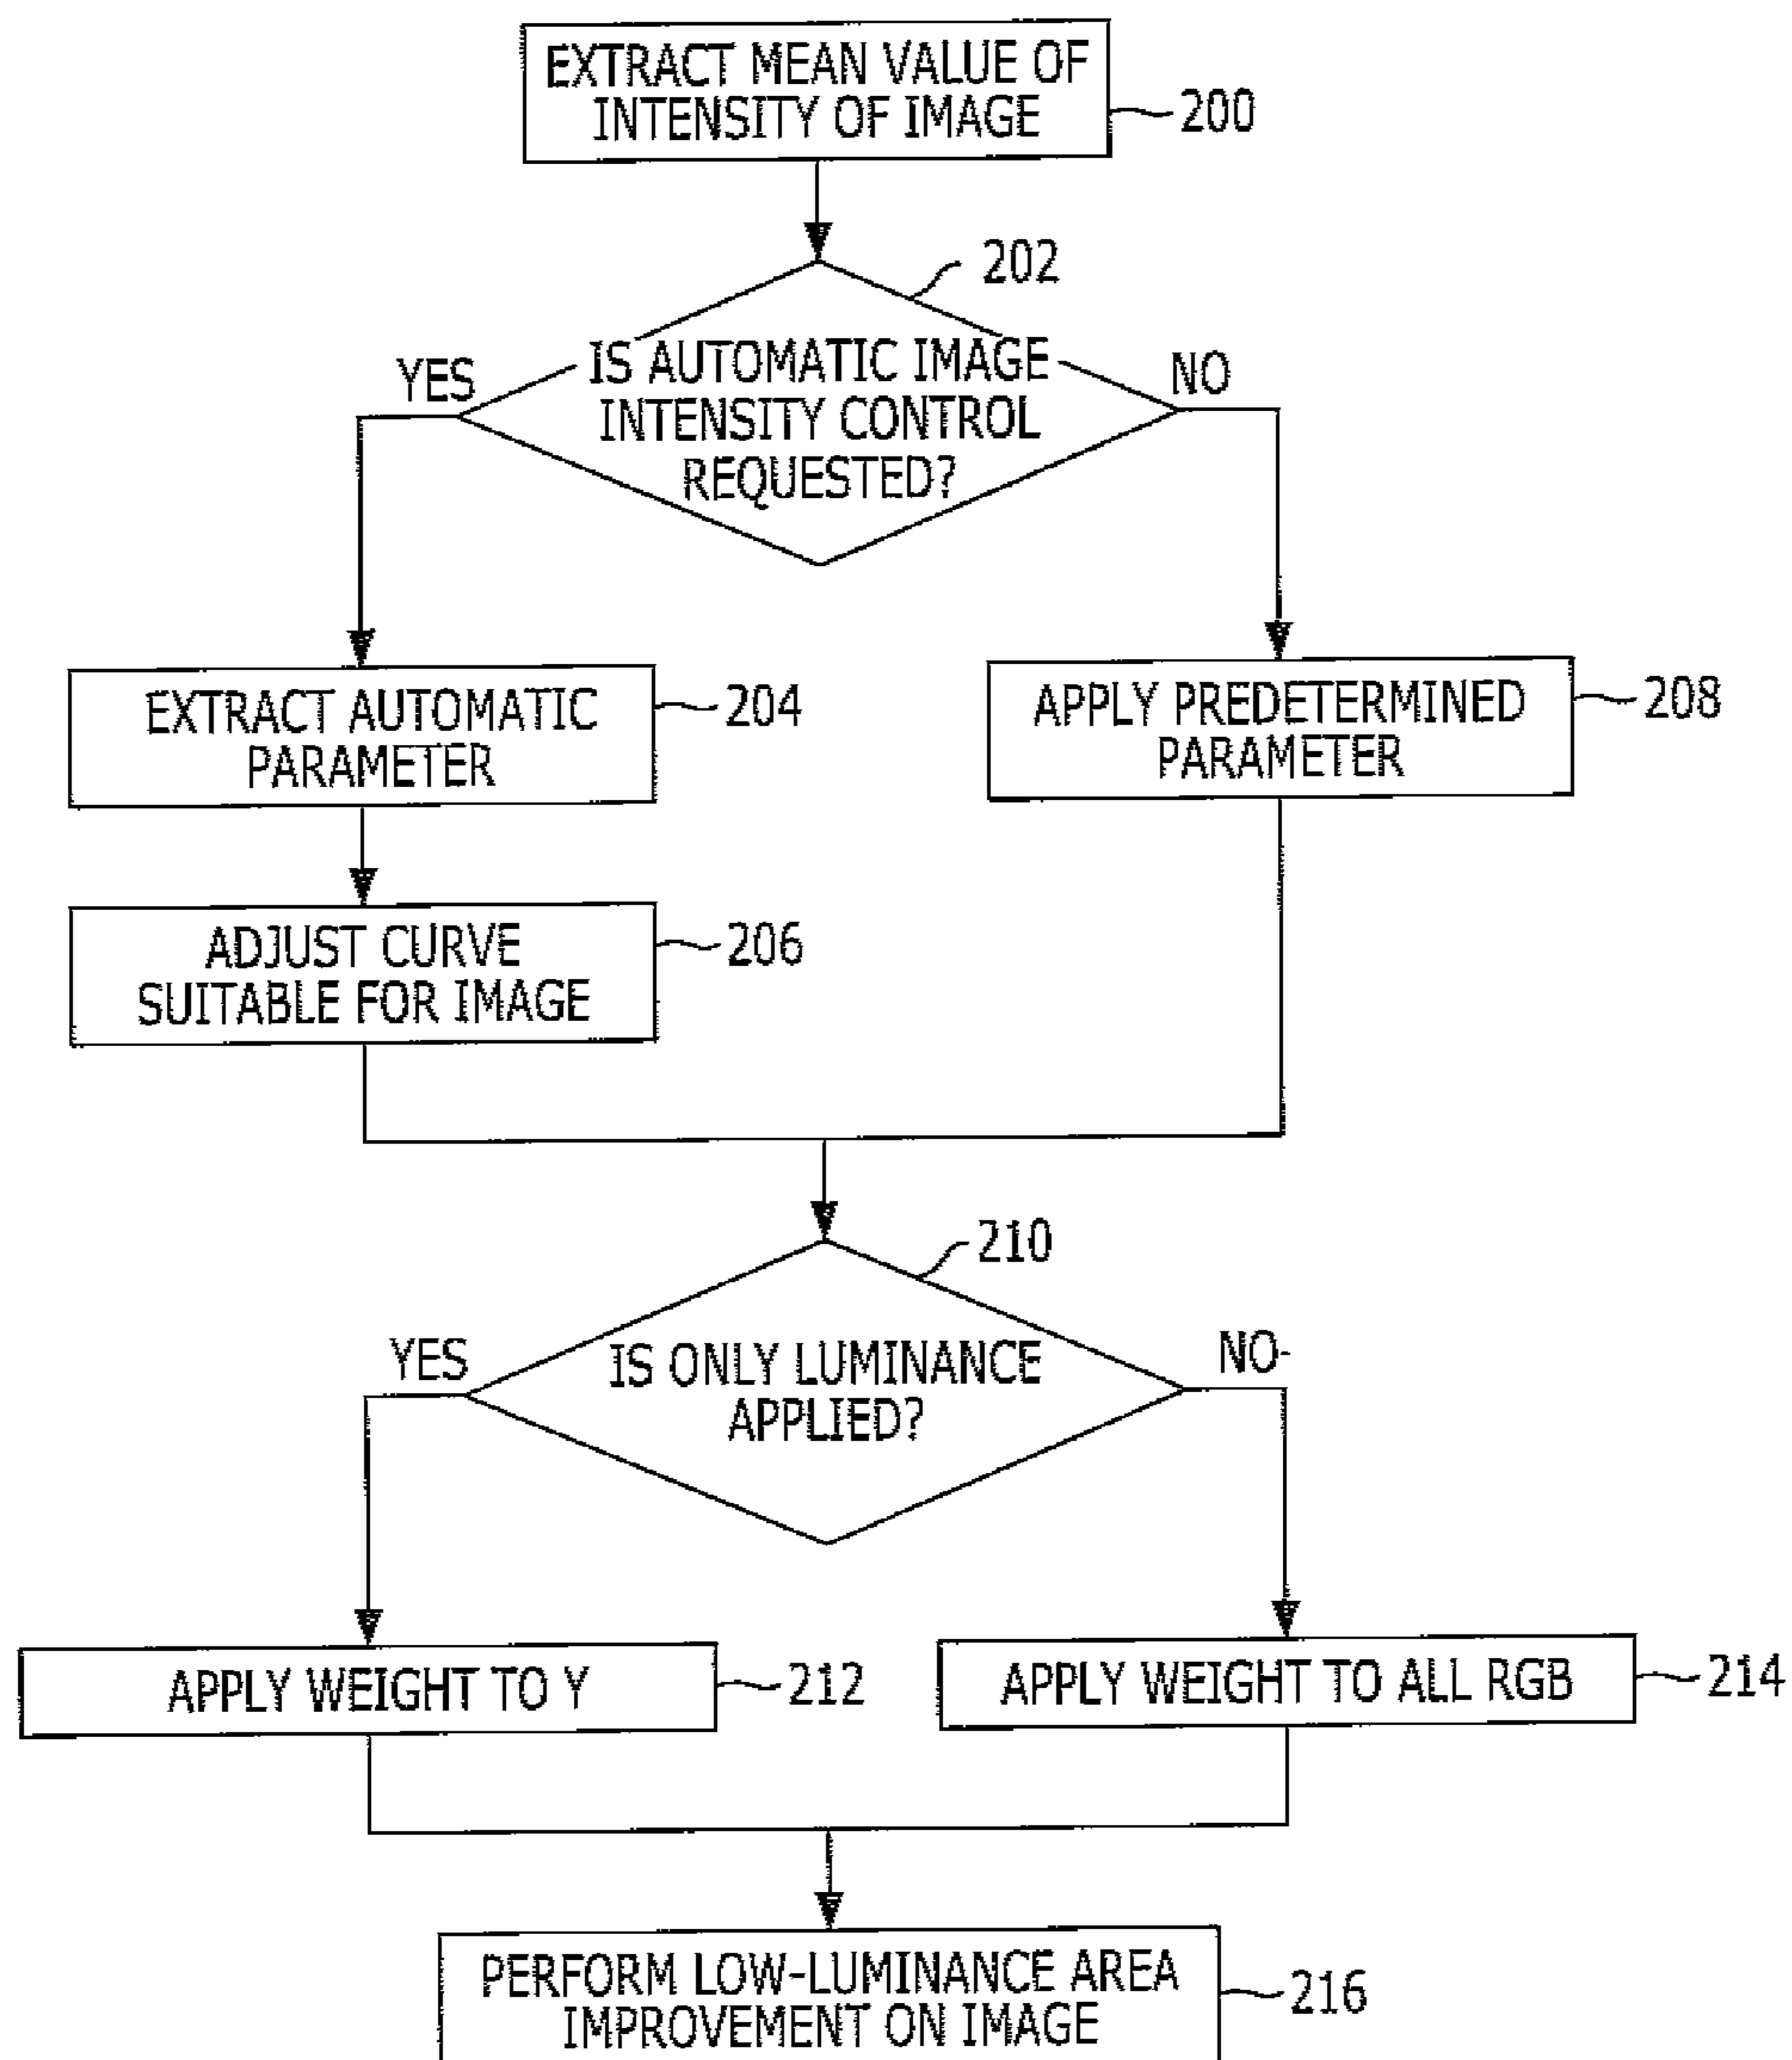 EXTRACT MEAN VALUE OF
INTENSITY OF IMAGE
200
202
YES
IS AUTOMATIC IMAGE
INTENSITY CONTROL
REQUESTED?
NO
EXTRACT AUTOMATIC
PARAMETER
204
APPLY PREDETERMINED
PARAMETER
208
ADJUST CURVE
SUITABLE FOR IMAGE
206
210
YES
IS ONLY LUMINANCE
APPLIED?
NO
APPLY WEIGHT TO Y
212
APPLY WEIGHT TO ALL RGB
214
PERFORM LOW-LUMINANCE AREA
IMPROVEMENT ON IMAGE
216